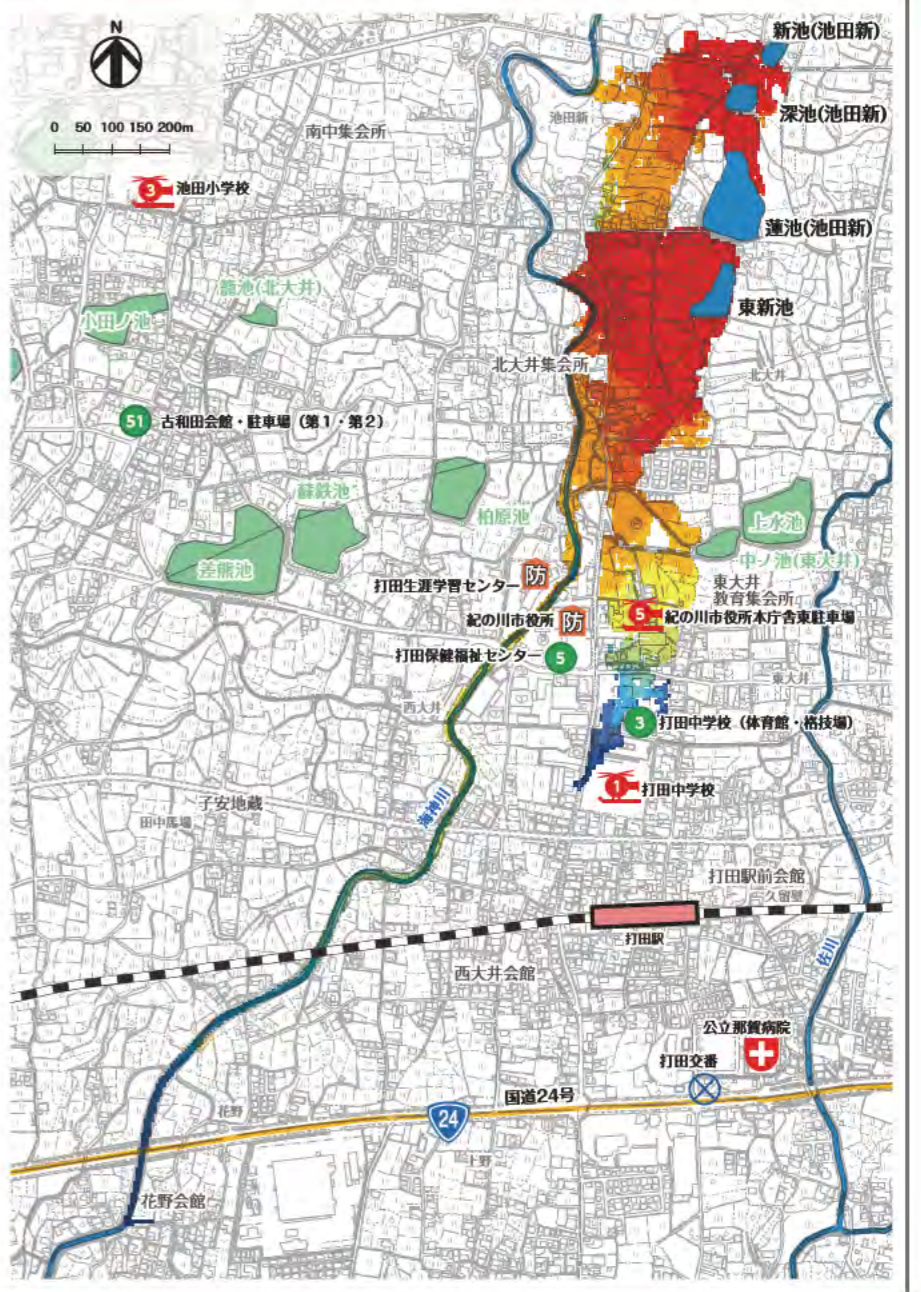 新池(池田新)
N
深池(池田新)
池田新
0 50 100 150 200m
南中集会所
3 池田小学校
蓮池(池田新)
籠池(北大井)
小田ノ池
東新池
北大井集会所
北大井
51 古和田会館・駐車場（第１・第２）
蘇鉄池
柏原池
上水池
差熊池
中ノ池(東大井)
打田生涯学習センター 防
東大井
教育集会所
紀の川市役所 防
5 紀の川市役所本庁舎東駐車場
打田保健福祉センター 5
東大井
西大井
3 打田中学校（体育館・格技場）
1 打田中学校
子安地蔵
田中馬場
海神川
打田駅前会館
久留壁
打田駅
佐川
西大井会館
公立那賀病院
打田交番
国道24号
24
花野
上野
花野会館